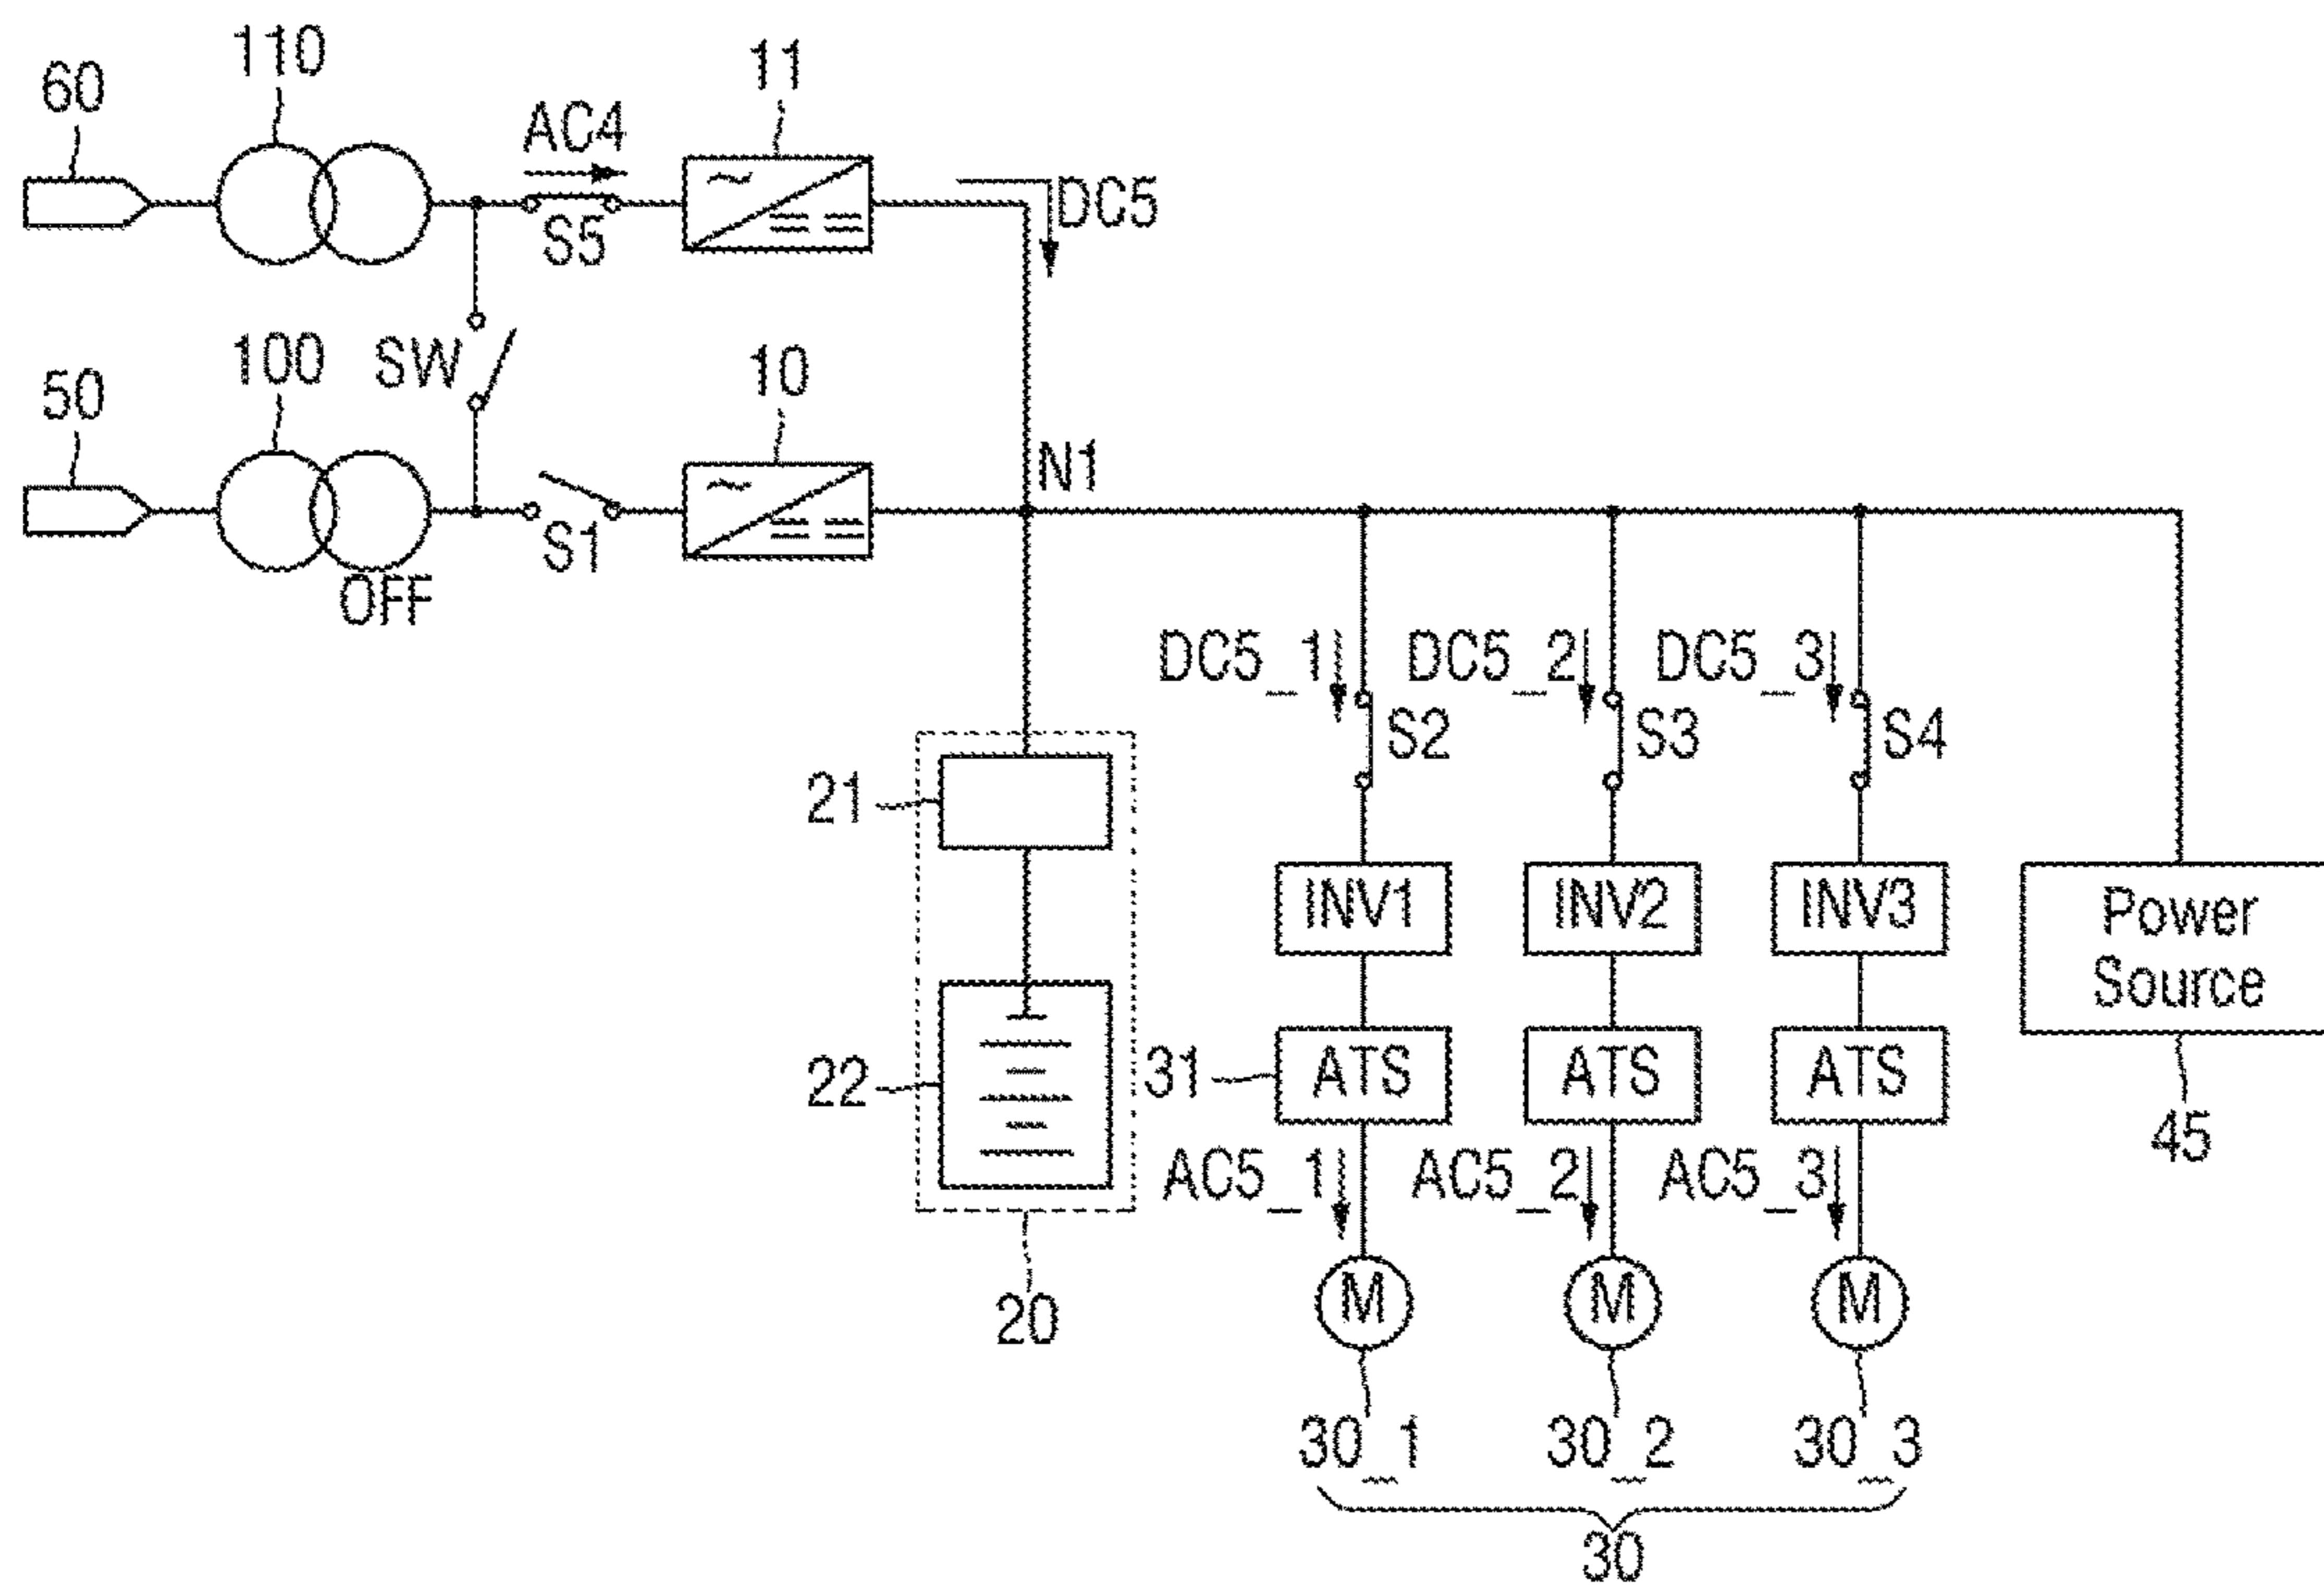 110
11
60
AC4
DC5
S5
100
SW
10
50
N1
S1
OFF
DC5_1
DC5_2
DC5_3
S2
S3
S4
21
INV1
INV2
INV3
Power
Source
22
31
ATS
ATS
ATS
45
AC5_1
AC5_2
AC5_3
20
M
M
M
30_1
30_2
30_3
30